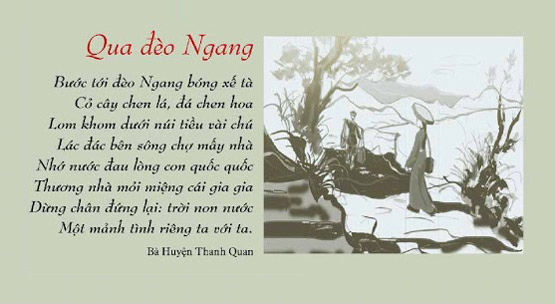 Qua đèo Ngang
Bước tới đèo Ngang bóng xế tà
Cỏ cây chen lá, đá chen hoa
Lom khom dưới núi tiều vài chú
Lác đác bên sông chợ mấy nhà
Nhớ nước đau lòng con quốc quốc
Thương nhà mỏi miệng cái gia gia
Dừng chân đứng lại: trời non nước
Một mảnh tình riêng ta với ta.
Bà Huyện Thanh Quan